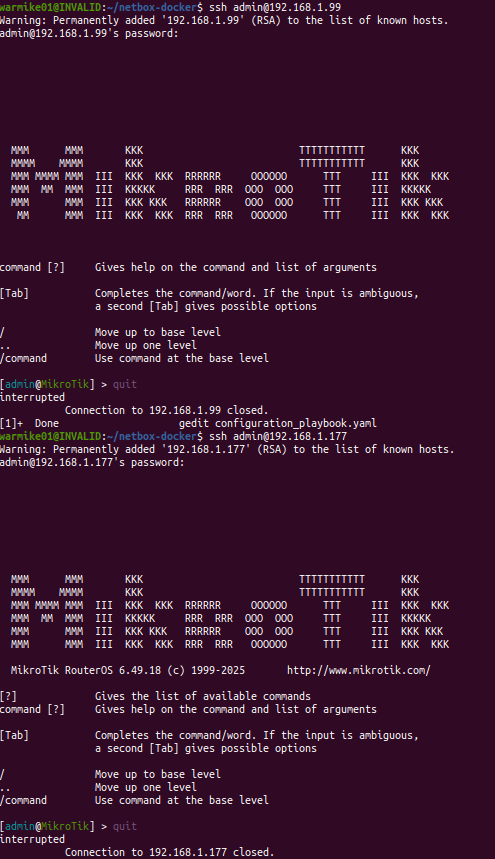 warmike01@INVALID:~/netbox-docker$ ssh admin@192.168.1.99
Warning: Permanently added '192.168.1.99' (RSA) to the list of known hosts.
admin@192.168.1.99's password:
  MMM      MMM       KKK                          TTTTTTTTTTT      KKK
  MMMM    MMMM       KKK                          TTTTTTTTTTT      KKK
  MMM MMMM MMM  III  KKK  KKK  RRRRRR     OOOOOO      TTT     III  KKK  KKK
  MMM  MM  MMM  III  KKKKK     RRR  RRR  OOO  OOO     TTT     III  KKKKK
  MMM      MMM  III  KKK KKK   RRRRRR    OOO  OOO     TTT     III  KKK KKK
   MM      MMM  III  KKK  KKK  RRR  RRR   OOOOOO      TTT     III  KKK  KKK
command [?]     Gives help on the command and list of arguments
[Tab]           Completes the command/word. If the input is ambiguous,
                a second [Tab] gives possible options
/               Move up to base level
..              Move up one level
/command        Use command at the base level
[admin@MikroTik] > quit
interrupted
           Connection to 192.168.1.99 closed.
[1]+  Done                    gedit configuration_playbook.yaml
warmike01@INVALID:~/netbox-docker$ ssh admin@192.168.1.177
Warning: Permanently added '192.168.1.177' (RSA) to the list of known hosts.
admin@192.168.1.177's password:
  MMM      MMM       KKK                          TTTTTTTTTTT      KKK
  MMMM    MMMM       KKK                          TTTTTTTTTTT      KKK
  MMM MMMM MMM  III  KKK  KKK  RRRRRR     OOOOOO      TTT     III  KKK  KKK
  MMM  MM  MMM  III  KKKKK     RRR  RRR  OOO  OOO     TTT     III  KKKKK
  MMM      MMM  III  KKK KKK   RRRRRR    OOO  OOO     TTT     III  KKK KKK
  MMM      MMM  III  KKK  KKK  RRR  RRR   OOOOOO      TTT     III  KKK  KKK
  MikroTik RouterOS 6.49.18 (c) 1999-2025       http://www.mikrotik.com/
[?]             Gives the list of available commands
command [?]     Gives help on the command and list of arguments
[Tab]           Completes the command/word. If the input is ambiguous,
                a second [Tab] gives possible options
/               Move up to base level
..              Move up one level
/command        Use command at the base level
[admin@MikroTik] > quit
interrupted
           Connection to 192.168.1.177 closed.